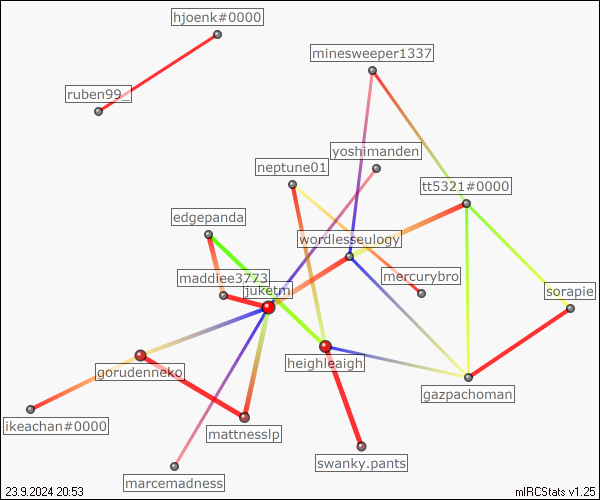 hjoenk#0000
minesweeper1337
ruben99_
yoshimanden
neptune01
tt5321#0000
edgepanda
wordlesseulogy
maddiee3773
mercurybro
juketm
sorapie
heighleaigh
gorudenneko
gazpachoman
ikeachan#0000
mattnesslp
swanky.pants
marcemadness
23.9.2024 20:53
mIRCStats v1.25